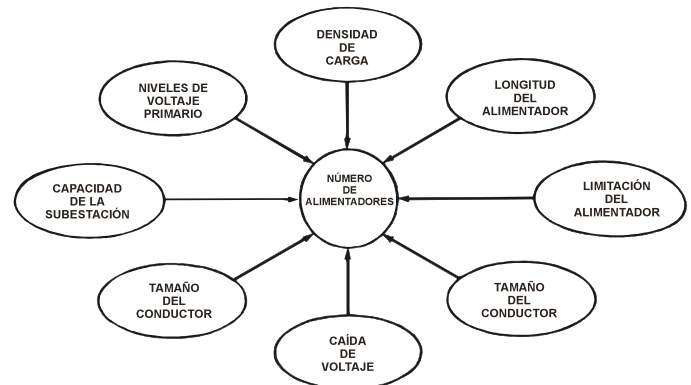 DENSIDAD
DE
CARGA
NIVELES DE
VOLTAJE
PRIMARIO
LONGITUD
DEL
ALIMENTADOR
NÚMERO
DE
ALIMENTADORES
CAPACIDAD
DE LA
SUBESTACIÓN
LIMITACIÓN
DEL
ALIMENTADOR
TAMAÑO
DEL
CONDUCTOR
TAMAÑO
DEL
CONDUCTOR
CAÍDA
DE
VOLTAJE